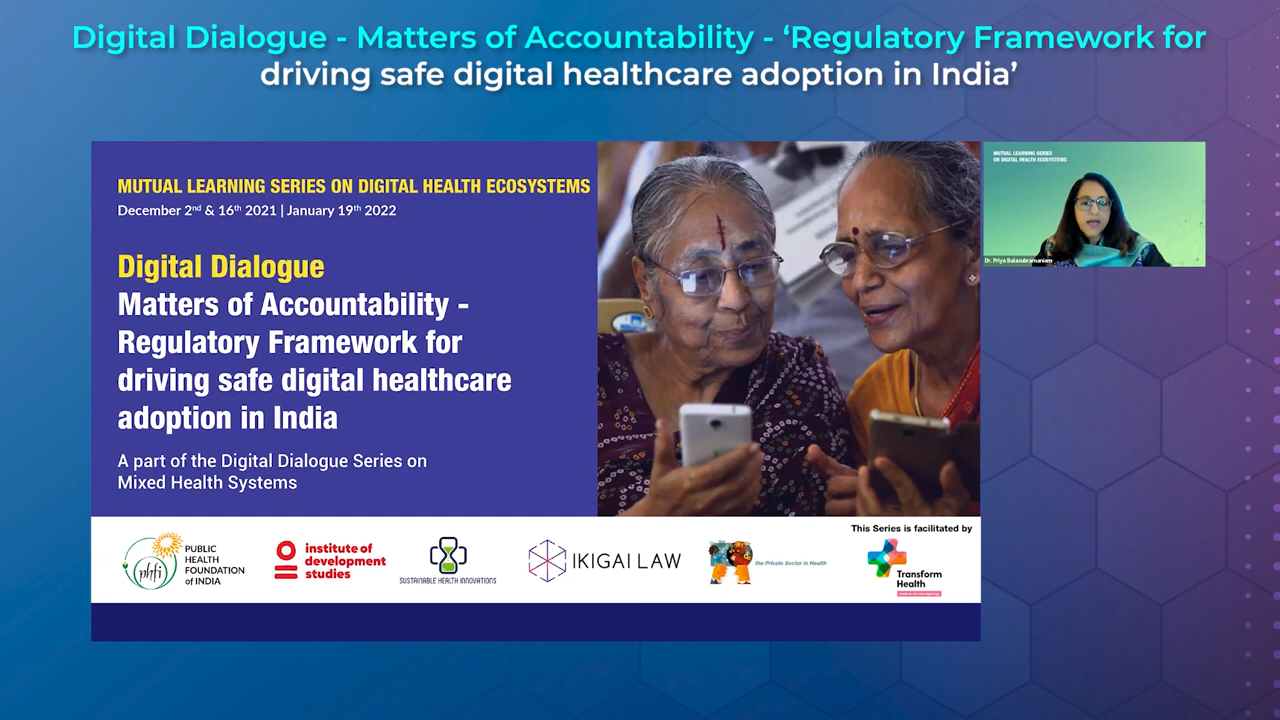 Digital Dialogue - Matters of Accountability - ‘Regulatory Framework for
driving safe digital healthcare adoption in India’
MUTUAL LEARNING SERIES ON DIGITAL HEALTH ECOSYSTEMS
December 2nd & 16th 2021 | January 19th 2022
Digital Dialogue
Matters of Accountability -
Regulatory Framework for
driving safe digital healthcare
adoption in India
A part of the Digital Dialogue Series on
Mixed Health Systems
MUTUAL LEARNING SERIES
ON DIGITAL HEALTH ECOSYSTEMS
Dr. Priya Balasubramaniam
This Series is facilitated by
phfi
PUBLIC
HEALTH
FOUNDATION
of INDIA
institute of
development
studies
SUSTAINABLE HEALTH INNOVATIONS
IKIGAI LAW
the Private Sector in Health
Transform
Health